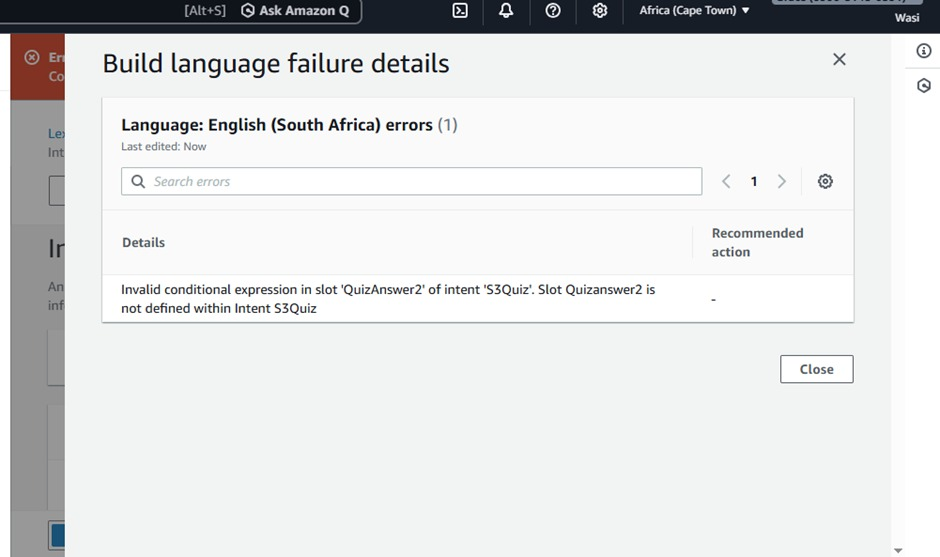 [Alt+S] Ask Amazon Q Africa (Cape Town)
Wasi
Build language failure details
Er
Co
Language: English (South Africa) errors (1)
Last edited: Now
Lex
Int
Search errors
1
Details
Recommended action
In
An
inf
Invalid conditional expression in slot 'QuizAnswer2' of intent 'S3Quiz'. Slot Quizanswer2 is
not defined within Intent S3Quiz
-
Close